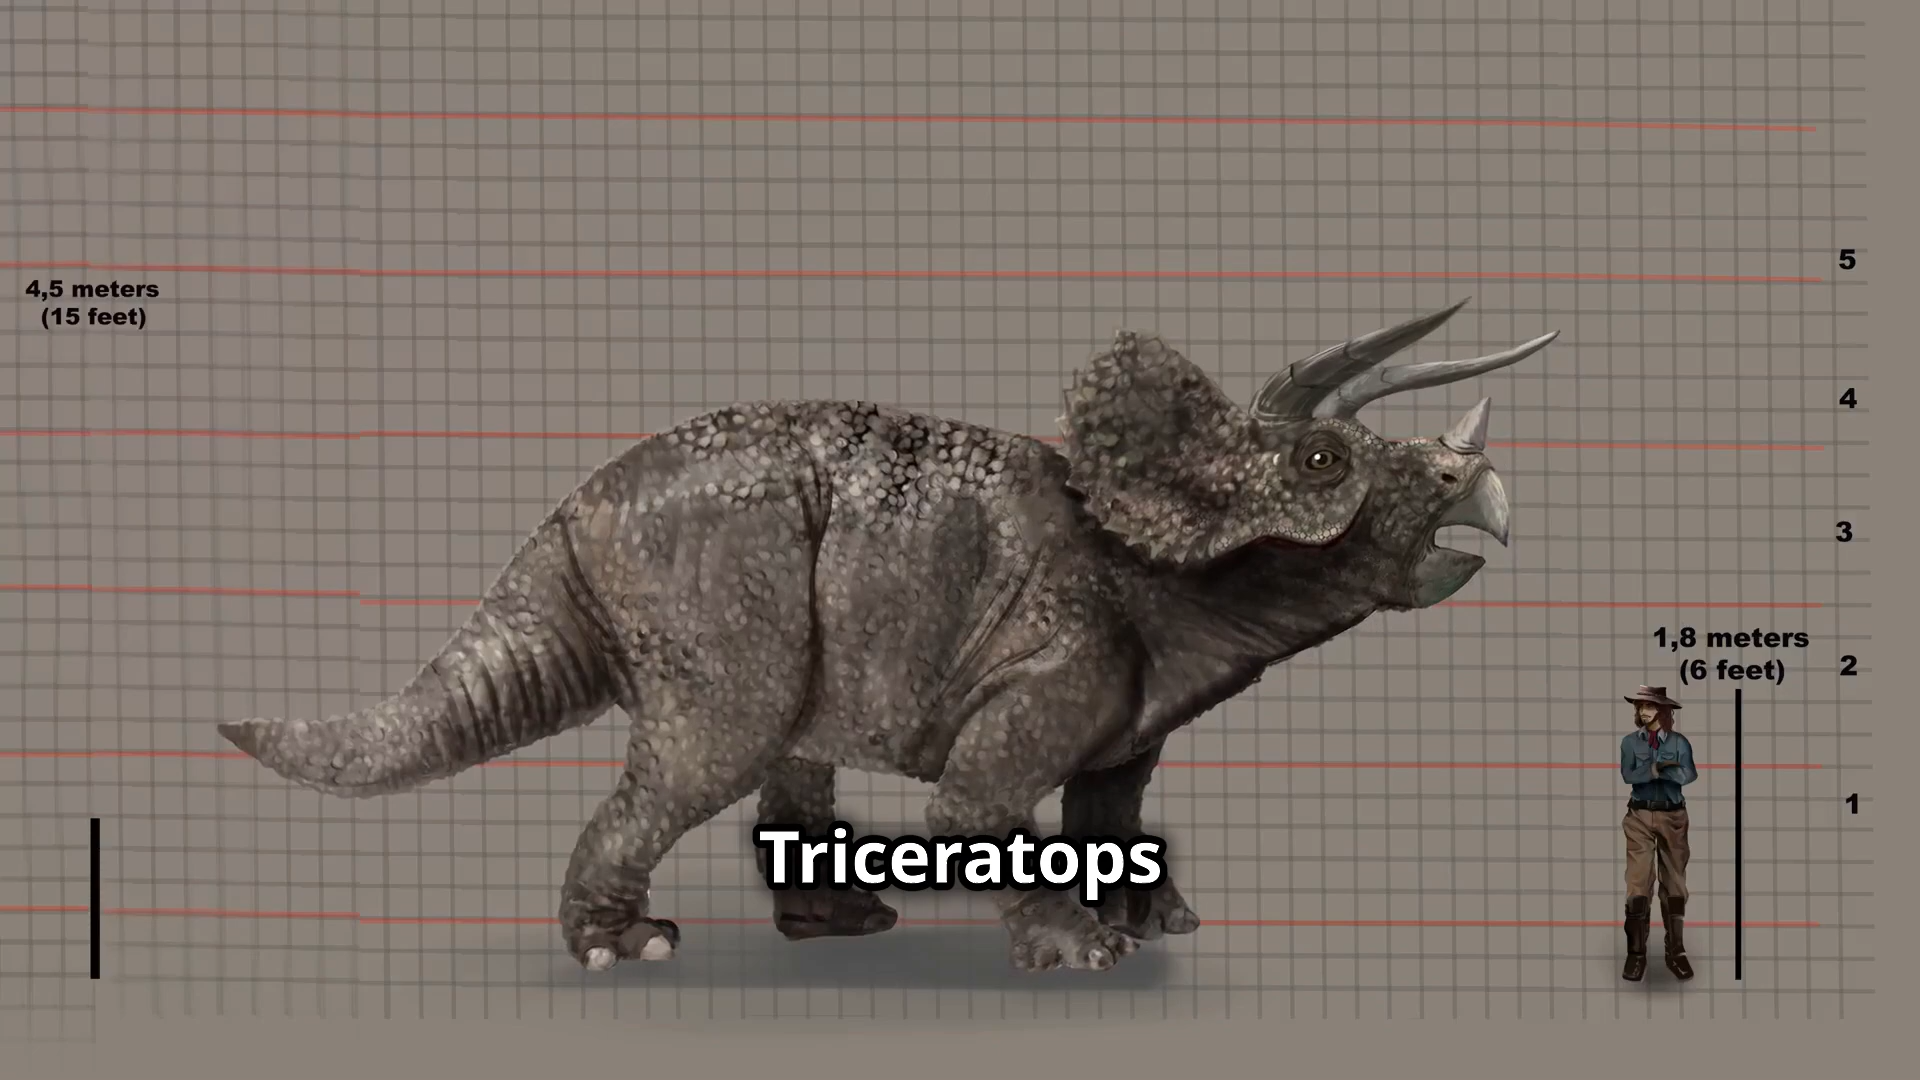 5
4,5 meters
(15 feet)
4
3
1,8 meters
(6 feet)
2
1
Triceratops